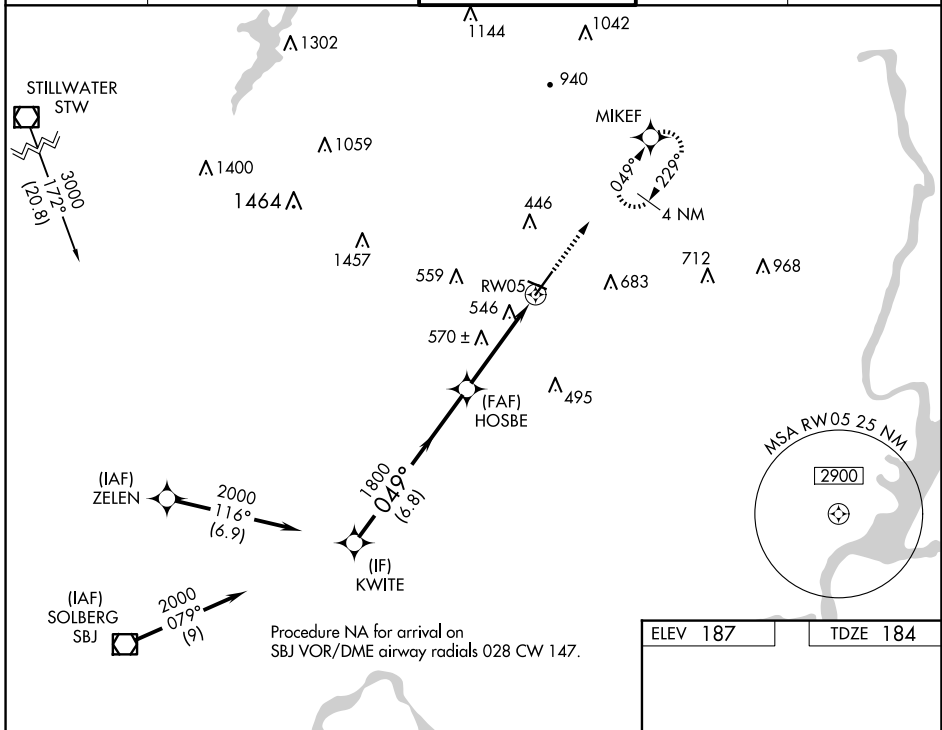 1144
1042
1302
940
STILLWATER
STW
MIKEF
1059
1400
3000
172°
(20.8)
049°
229°
1464
4 NM
446
1457
559
712
968
683
RW05
546
570 ±
(FAF)
HOSBE
495
MSA RW05 25 NM
2900
1800
049°
(6.8)
(IAF)
ZELEN
2000
116°
(6.9)
(IF)
KWITE
(IAF)
SOLBERG
SBJ
2000
079°
(9)
Procedure NA for arrival on
SBJ VOR/DME airway radials 028 CW 147.
ELEV 187
TDZE 184